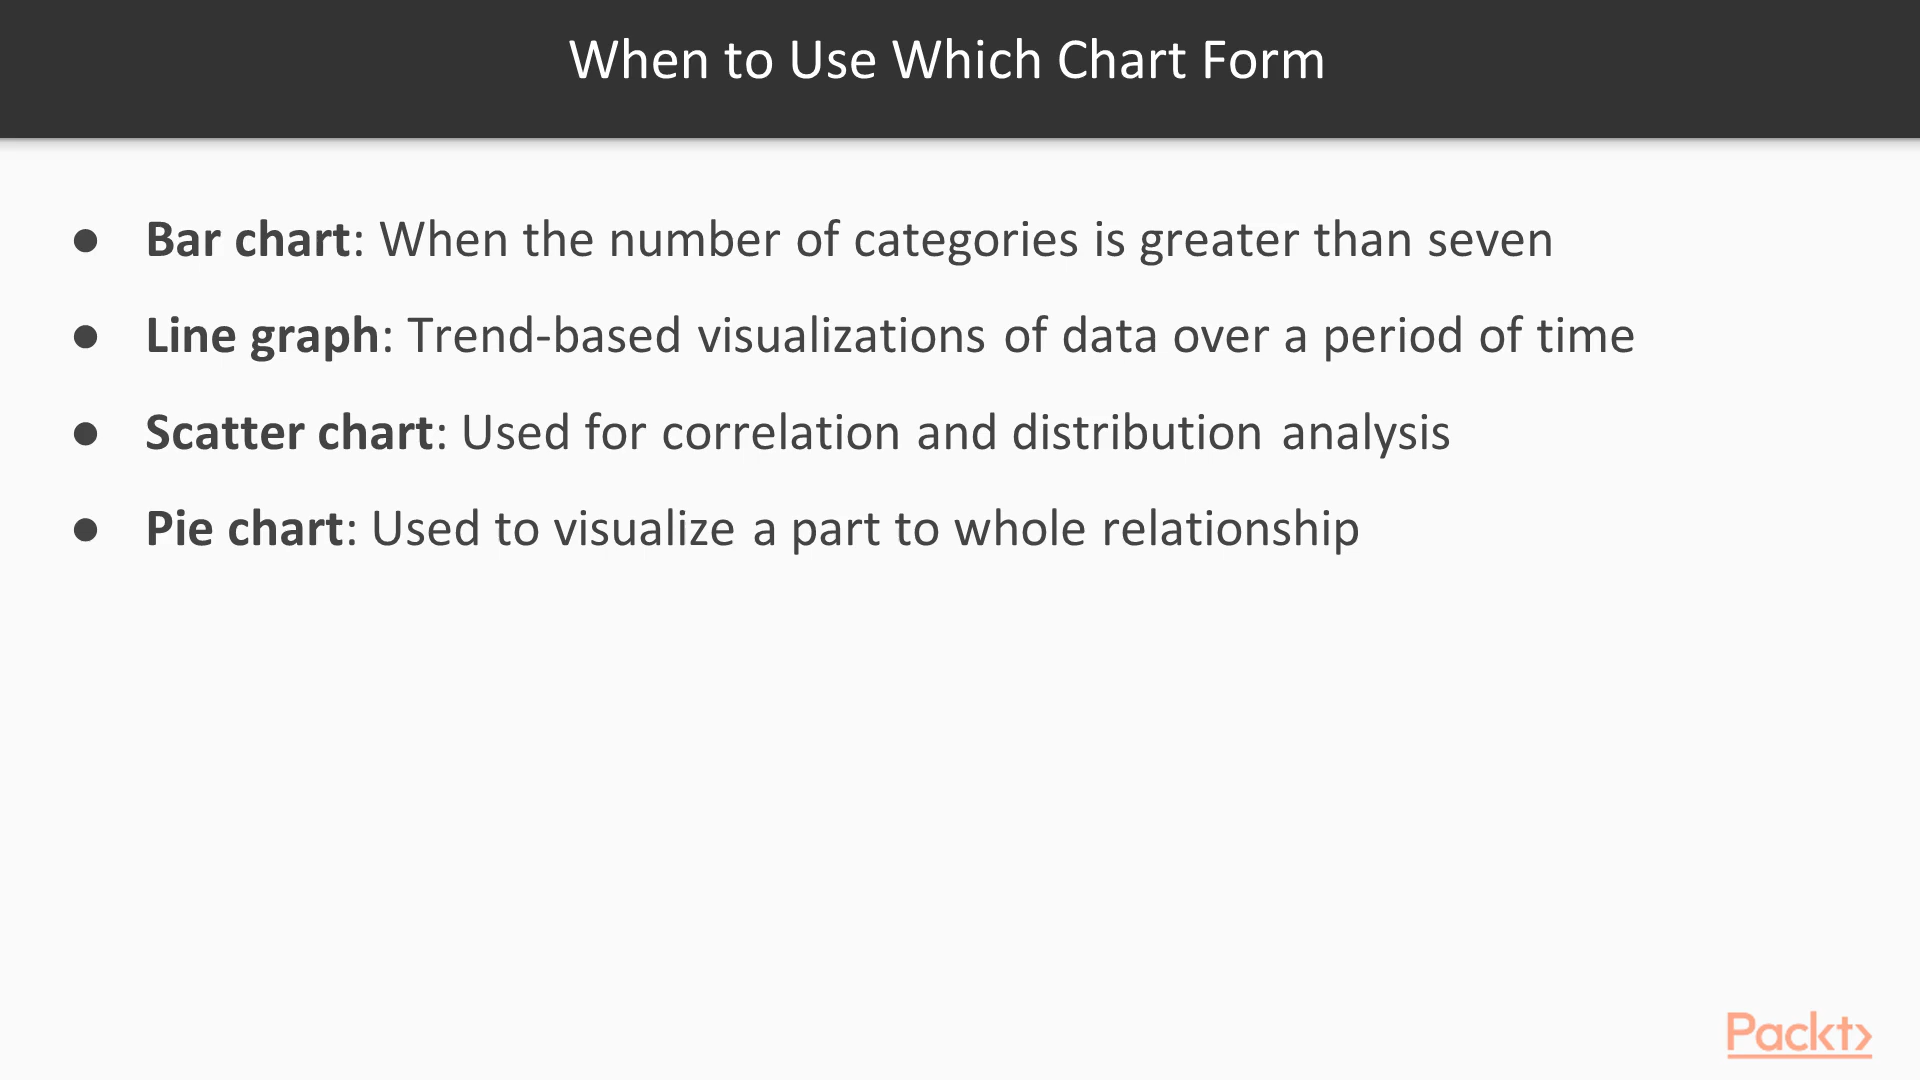 When to Use Which Chart Form
● Bar chart: When the number of categories is greater than seven
● Line graph: Trend-based visualizations of data over a period of time
● Scatter chart: Used for correlation and distribution analysis
● Pie chart: Used to visualize a part to whole relationship
Packt>